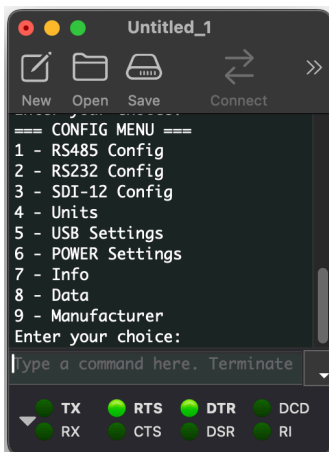 Untitled_1
New Open Save Connect
=== CONFIG MENU ===
1 - RS485 Config
2 - RS232 Config
3 - SDI-12 Config
4 - Units
5 - USB Settings
6 - POWER Settings
7 - Info
8 - Data
9 - Manufacturer
Enter your choice:
Type a command here. Terminate
TX RTS DTR DCD
RX CTS DSR RI